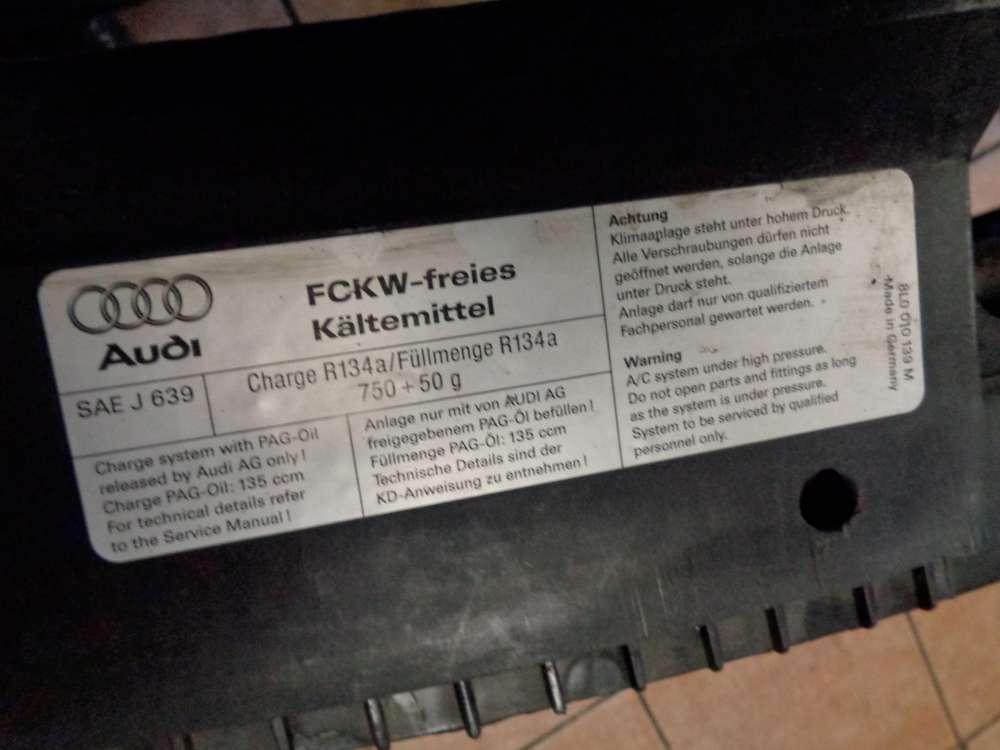 Audi
FCKW-freies
Kältemittel
SAE J 639
Charge R134a/Füllmenge R134a
750 + 50 g
Charge system with PAG-Oil
released by Audi AG only!
Charge PAG-Oil: 135 ccm
For technical details refer
to the Service Manual!
Anlage nur mit von AUDI AG
freigegebenem PAG-Öl befüllen!
Füllmenge PAG-Öl: 135 ccm
Technische Details sind der
KD-Anweisung zu entnehmen!
Achtung
Klimaaplage steht unter hohem Druck.
Alle Verschraubungen dürfen nicht
geöffnet werden, solange die Anlage
unter Druck steht.
Anlage darf nur von qualifiziertem
Fachpersonal gewartet werden.
Warning
A/C system under high pressure.
Do not open parts and fittings as long
as the system is under pressure.
System to be serviced by qualified
personnel only.
8L0 010 139 M
Made in Germany